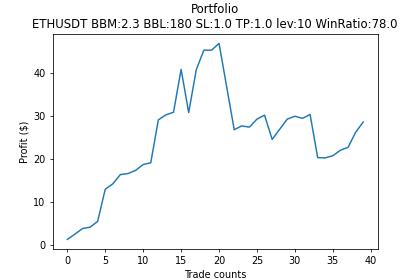 Portfolio
ETHUSDT BBM:2.3 BBL:180 SL:1.0 TP:1.0 lev:10 WinRatio:78.0
Profit ($)
40
30
20
10
0
0 5 10 15 20 25 30 35 40
Trade counts